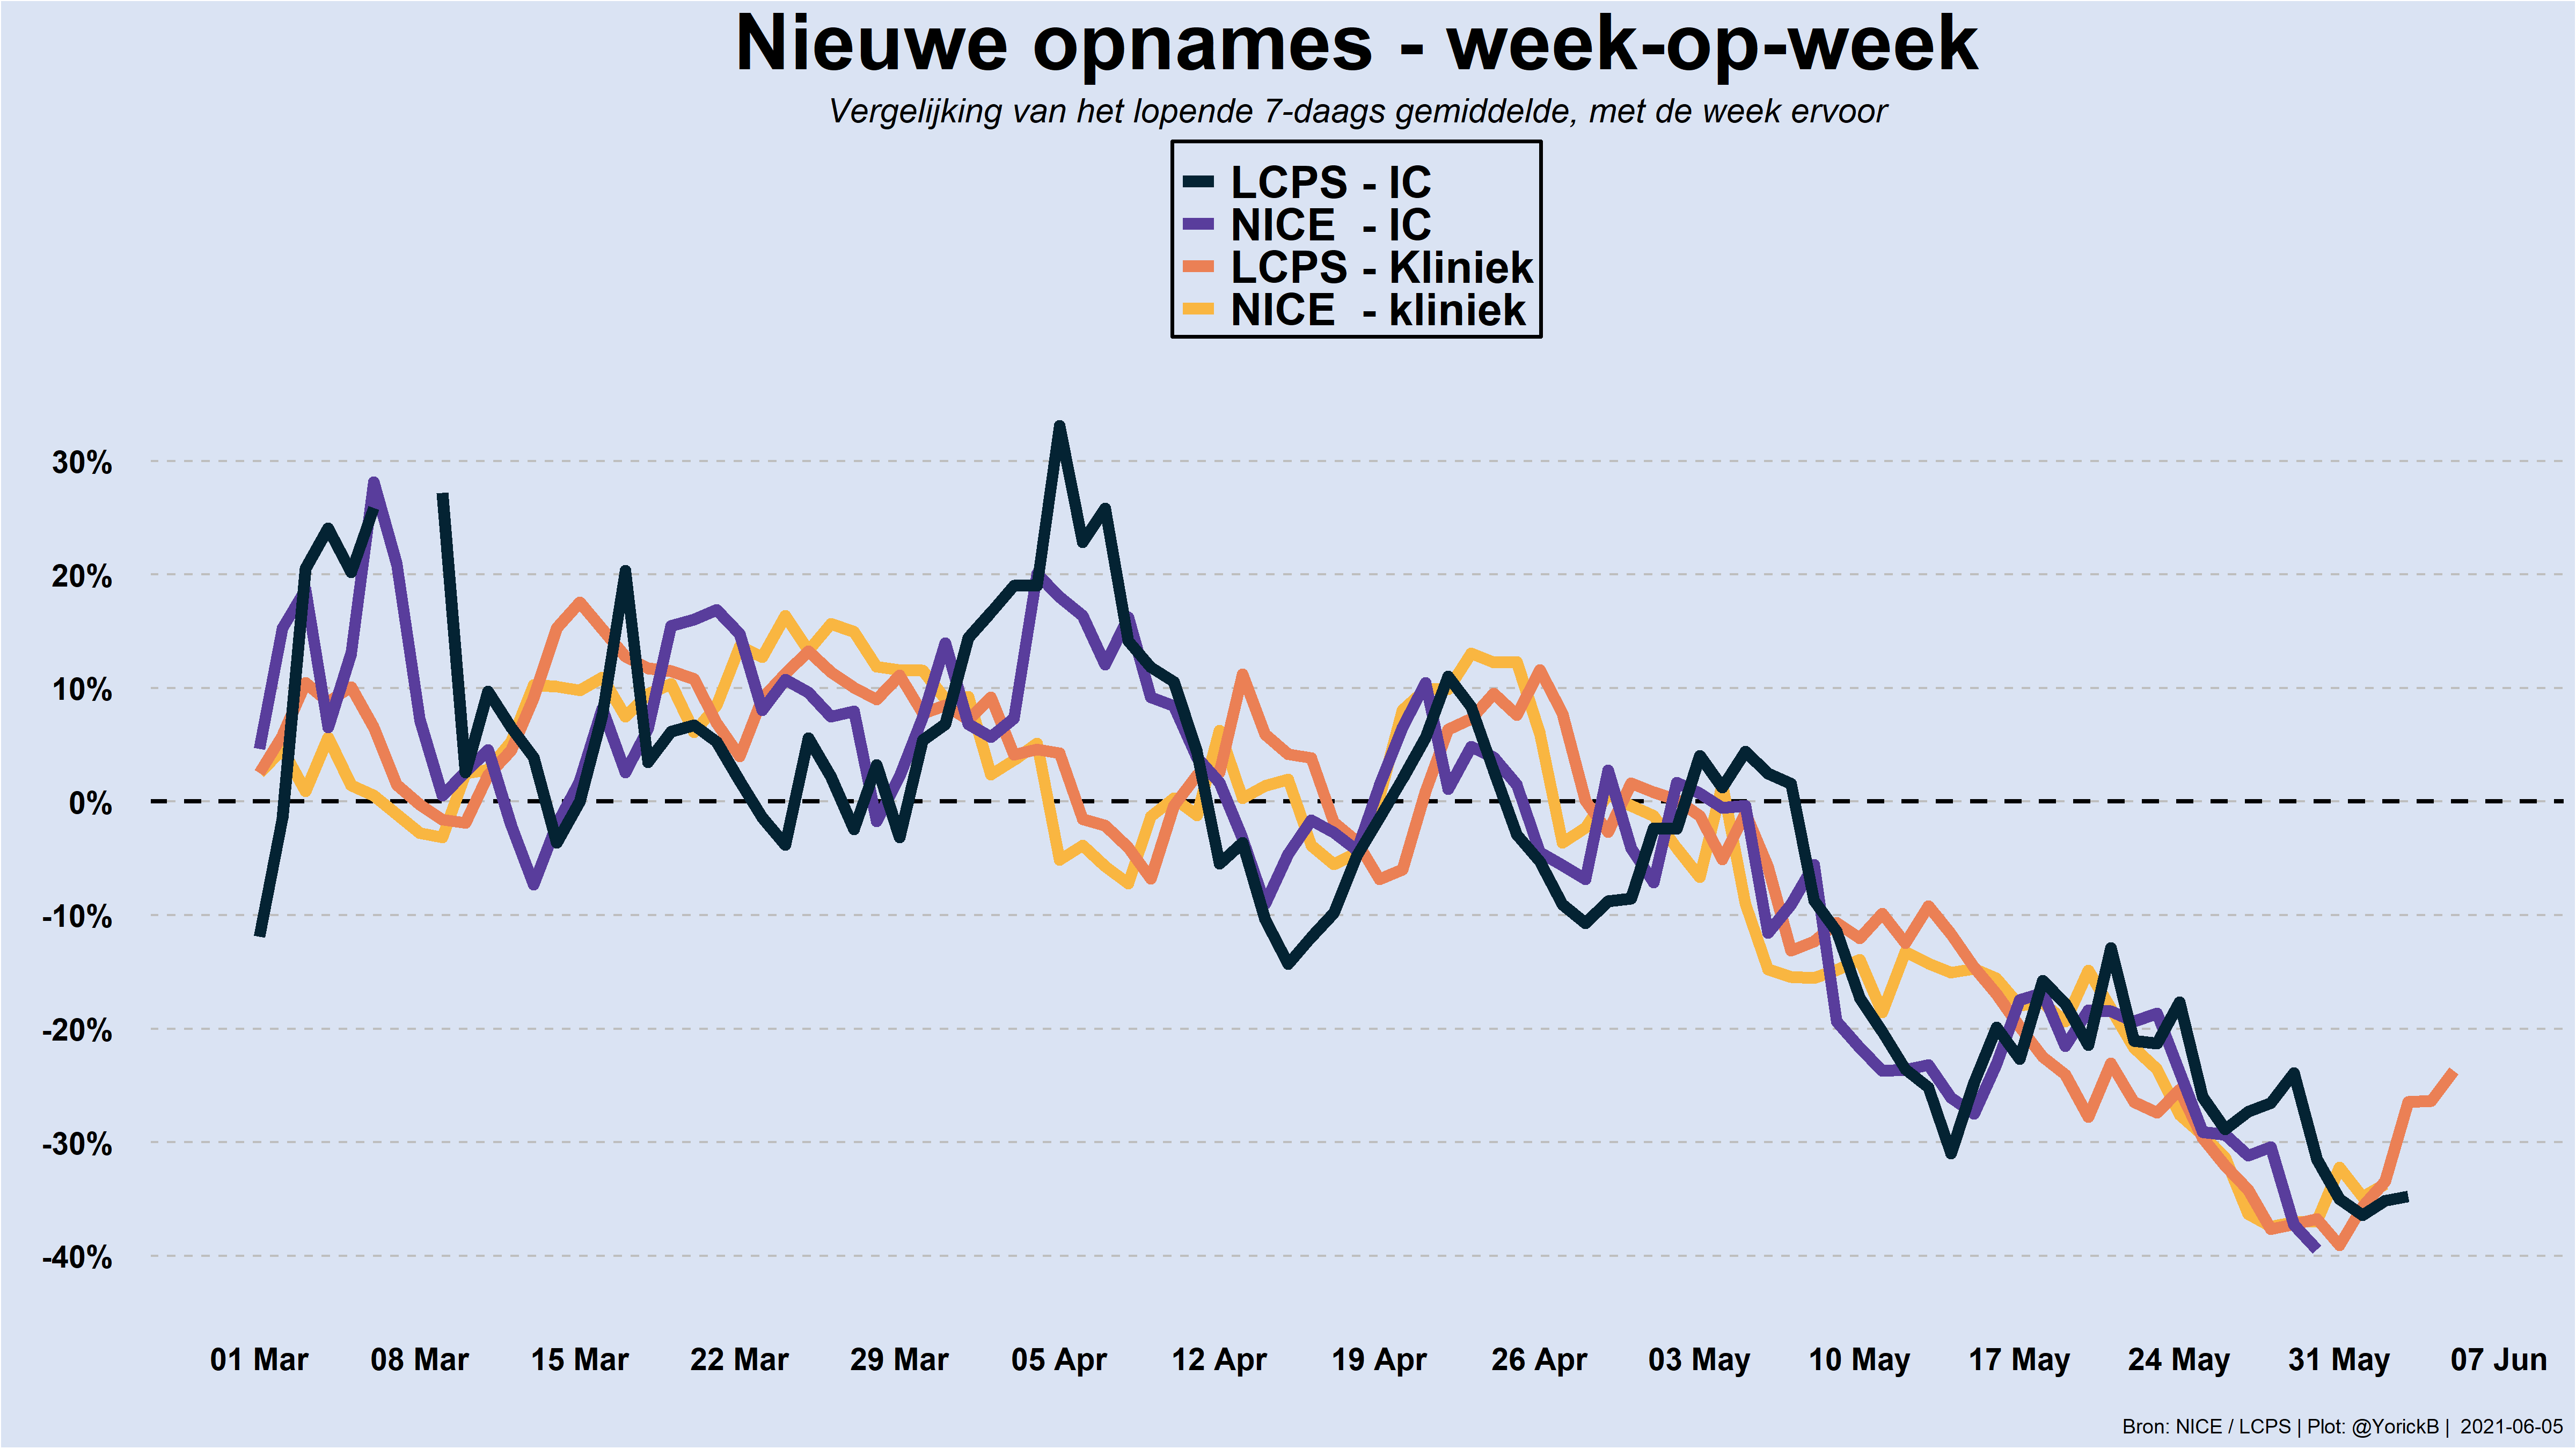 Nieuwe opnames - week-op-week
Vergelijking van het lopende 7-daags gemiddelde, met de week ervoor
LCPS - IC
NICE - IC
LCPS - Kliniek
NICE - kliniek
30%
20%
10%
0%
-10%
-20%
-30%
-40%
01 Mar 08 Mar 15 Mar 22 Mar 29 Mar 05 Apr 12 Apr 19 Apr 26 Apr 03 May 10 May 17 May 24 May 31 May 07 Jun
Bron: NICE / LCPS | Plot: @YorickB | 2021-06-05